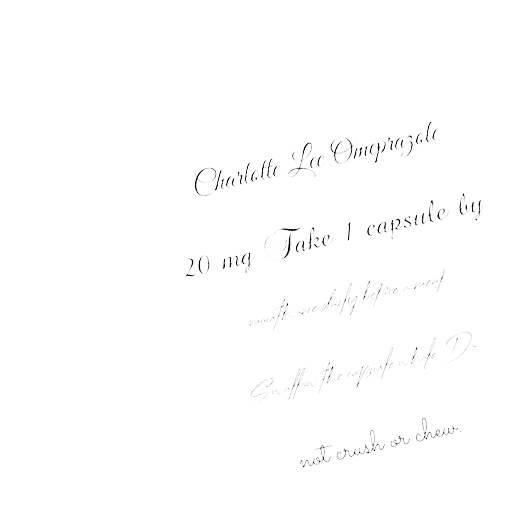 Charlotte Lee Omeprazole
20 mg Take 1 capsule by
mouth once daily before a meal
Swallow the capsule whole Do
not crush or chew.